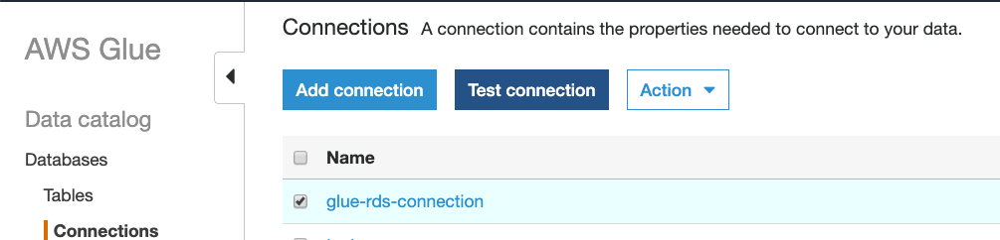 Connections A connection contains the properties needed to connect to your data.
AWS Glue
Add connection Test connection Action
Data catalog
Name
Databases
Tables
glue-rds-connection
Connections